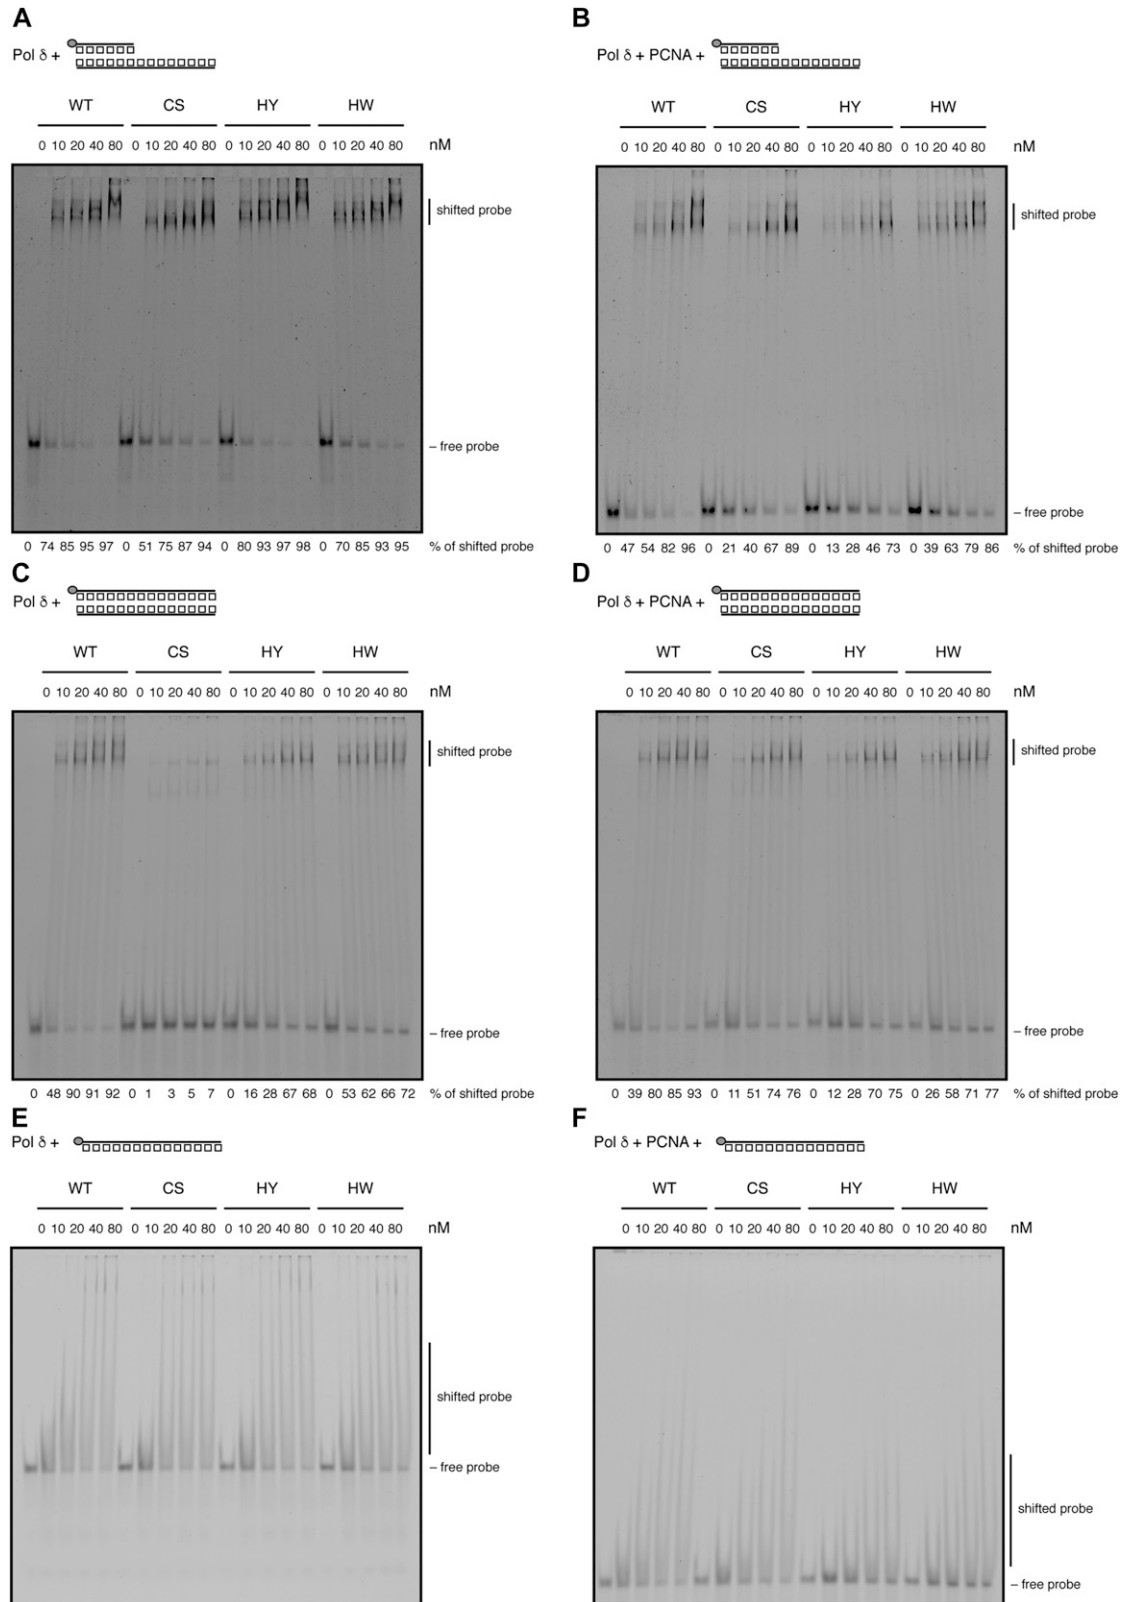 A
Pol δ +
WT CS HY HW
0 10 20 40 80 0 10 20 40 80 0 10 20 40 80 0 10 20 40 80 nM
shifted probe
– free probe
0 74 85 95 97 0 51 75 87 94 0 80 93 97 98 0 70 85 93 95 % of shifted probe
B
Pol δ + PCNA +
WT CS HY HW
0 10 20 40 80 0 10 20 40 80 0 10 20 40 80 0 10 20 40 80 nM
shifted probe
– free probe
0 47 54 82 96 0 21 40 67 89 0 13 28 46 73 0 39 63 79 86 % of shifted probe
C
Pol δ +
WT CS HY HW
0 10 20 40 80 0 10 20 40 80 0 10 20 40 80 0 10 20 40 80 nM
shifted probe
– free probe
0 48 90 91 92 0 1 3 5 7 0 16 28 67 68 0 53 62 66 72 % of shifted probe
D
Pol δ + PCNA +
WT CS HY HW
0 10 20 40 80 0 10 20 40 80 0 10 20 40 80 0 10 20 40 80 nM
shifted probe
– free probe
0 39 80 85 93 0 11 51 74 76 0 12 28 70 75 0 26 58 71 77 % of shifted probe
E
Pol δ +
WT CS HY HW
0 10 20 40 80 0 10 20 40 80 0 10 20 40 80 0 10 20 40 80 nM
shifted probe
– free probe
F
Pol δ + PCNA +
WT CS HY HW
0 10 20 40 80 0 10 20 40 80 0 10 20 40 80 0 10 20 40 80 nM
shifted probe
– free probe